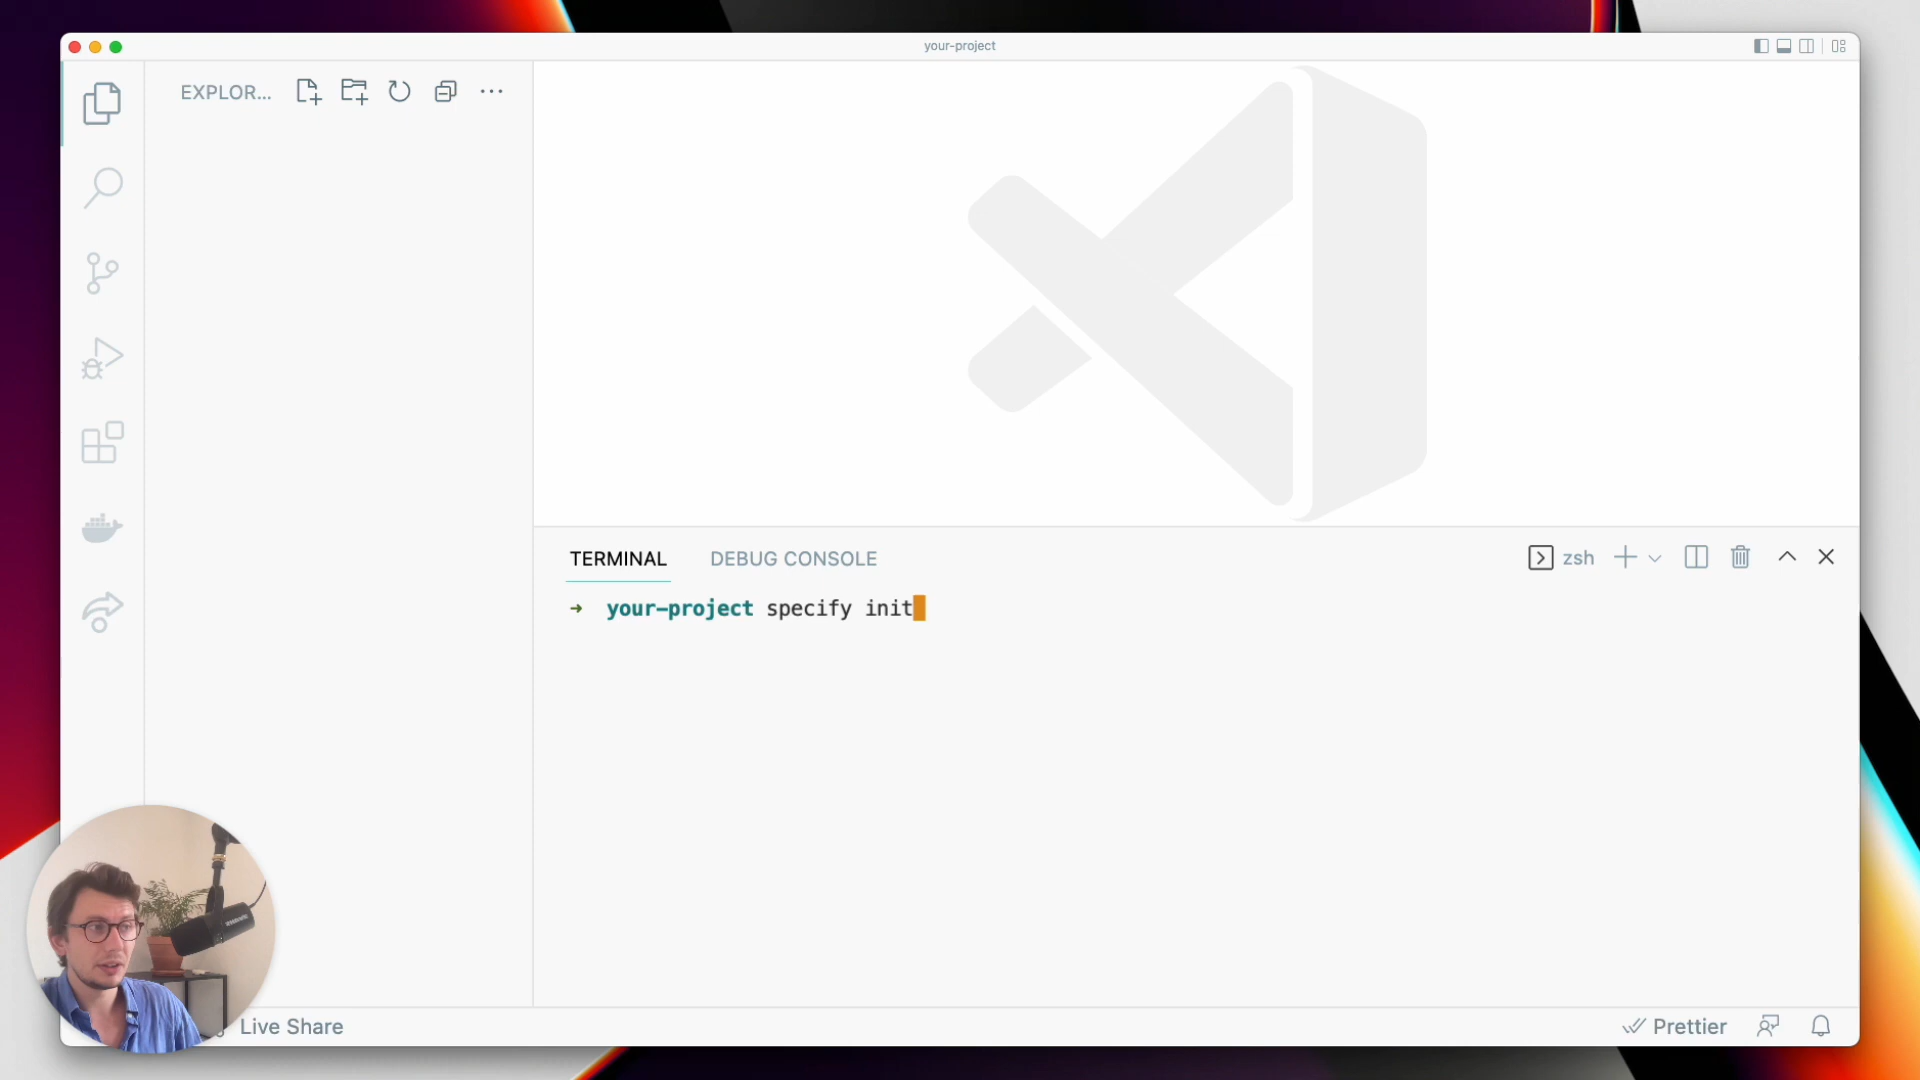 your-project
EXPLOR...
TERMINAL
DEBUG CONSOLE
zsh
➜ your-project specify init
Live Share
Prettier